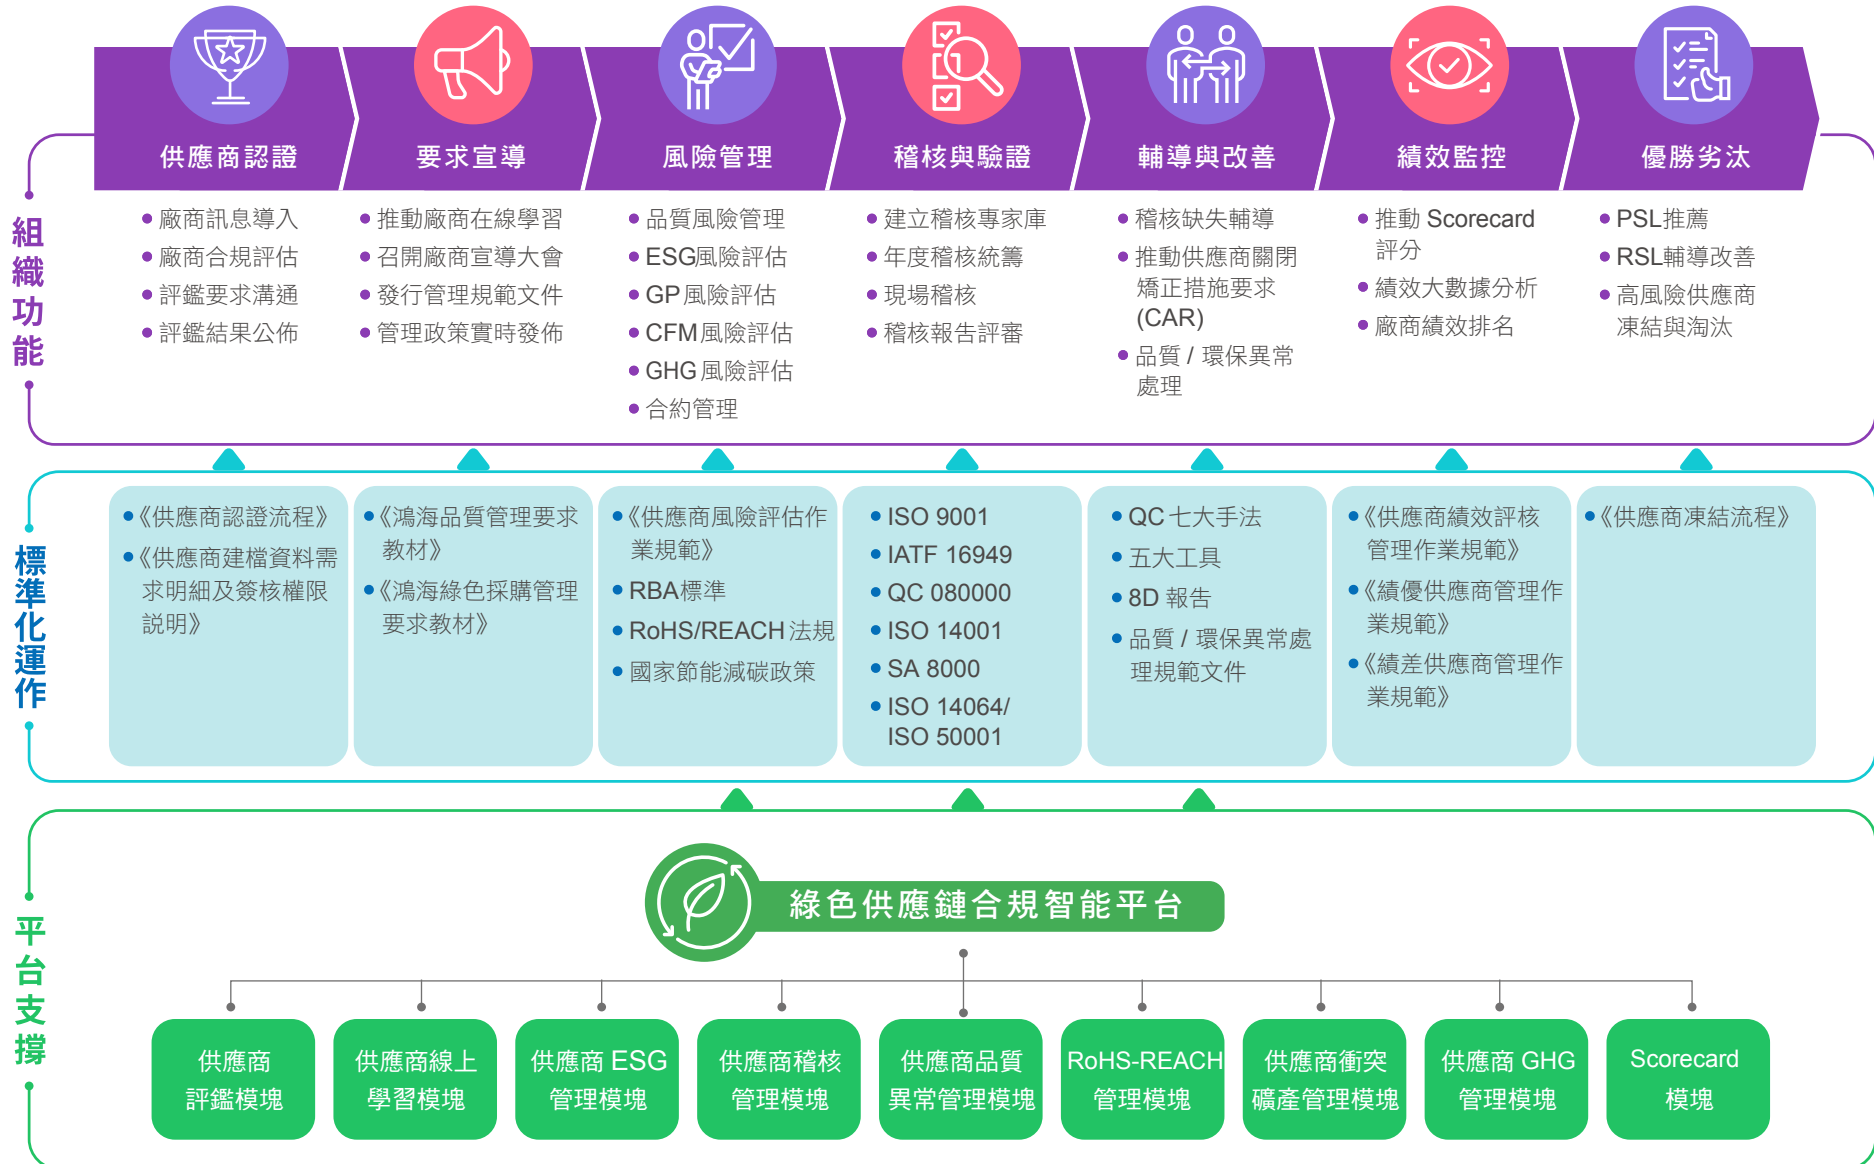 組織功能
供應商認證
要求宣導
風險管理
稽核與驗證
輔導與改善
績效監控
優勝劣汰
廠商訊息導入
廠商合規評估
評鑑要求溝通
評鑑結果公佈
推動廠商在線學習
召開廠商宣導大會
發行管理規範文件
管理政策實時發佈
品質風險管理
ESG風險評估
GP 風險評估
CFM 風險評估
GHG 風險評估
合約管理
建立稽核專家庫
年度稽核統籌
現場稽核
稽核報告評審
稽核缺失輔導
推動供應商關閉
矯正措施要求
(CAR)
品質 / 環保異常
處理
推動 Scorecard
評分
績效大數據分析
廠商績效排名
PSL推薦
RSL輔導改善
高風險供應商
凍結與淘汰
標準化運作
《供應商認證流程》
《供應商建檔資料需
求明細及簽核權限
説明》
《鴻海品質管理要求
教材》
《鴻海綠色採購管理
要求教材》
《供應商風險評估作
業規範》
RBA標準
RoHS/REACH 法規
國家節能減碳政策
ISO 9001
IATF 16949
QC 080000
ISO 14001
SA 8000
ISO 14064/
ISO 50001
QC 七大手法
五大工具
8D 報告
品質 / 環保異常處
理規範文件
《供應商績效評核
管理作業規範》
《績優供應商管理作
業規範》
《績差供應商管理作
業規範》
《供應商凍結流程》
平台支撐
綠色供應鏈合規智能平台
供應商
評鑑模塊
供應商線上
學習模塊
供應商 ESG
管理模塊
供應商稽核
管理模塊
供應商品質
異常管理模塊
RoHS-REACH
管理模塊
供應商衝突
礦產管理模塊
供應商 GHG
管理模塊
Scorecard
模塊